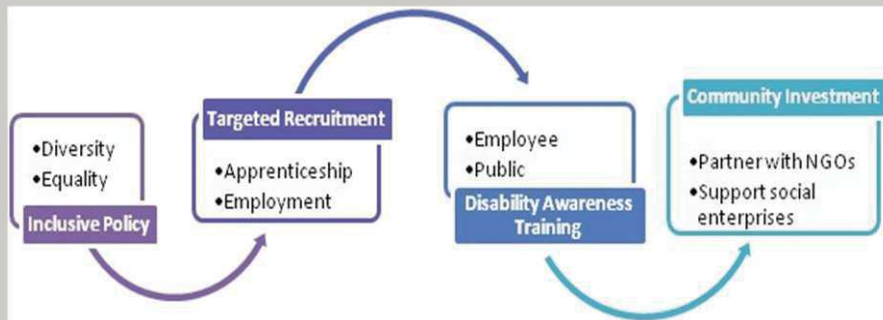 •Diversity
•Equality
Inclusive Policy
Targeted Recruitment
•Apprenticeship
•Employment
•Employee
•Public
Disability Awareness
Training
Community Investment
•Partner with NGOs
•Support social
enterprises